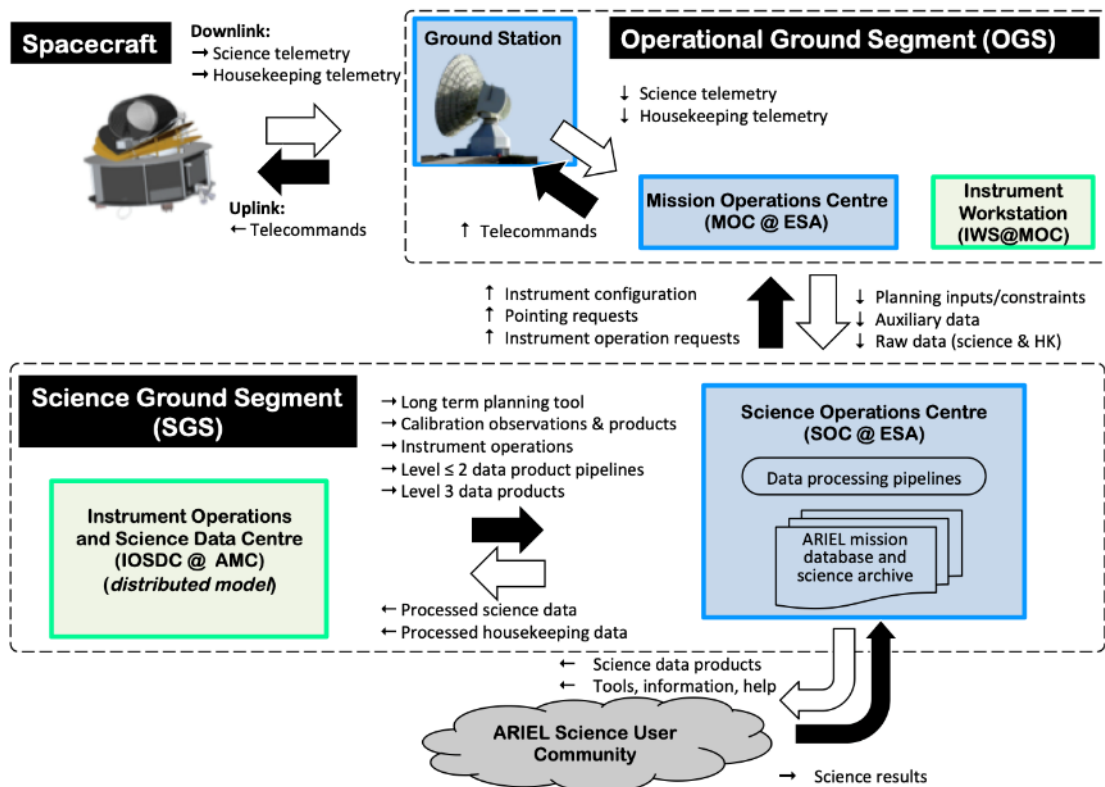 Spacecraft
Downlink:
→ Science telemetry
→ Housekeeping telemetry
Uplink:
← Telecommands
Ground Station
Operational Ground Segment (OGS)
↓ Science telemetry
↓ Housekeeping telemetry
↑ Telecommands
Mission Operations Centre
(MOC @ ESA)
Instrument
Workstation
(IWS@MOC)
↑ Instrument configuration
↑ Pointing requests
↑ Instrument operation requests
↓ Planning inputs/constraints
↓ Auxiliary data
↓ Raw data (science & HK)
Science Ground Segment
(SGS)
→ Long term planning tool
→ Calibration observations & products
→ Instrument operations
→ Level ≤ 2 data product pipelines
→ Level 3 data products
Instrument Operations
and Science Data Centre
(IOSDC @ AMC)
(distributed model)
← Processed science data
← Processed housekeeping data
Science Operations Centre
(SOC @ ESA)
Data processing pipelines
ARIEL mission
database and
science archive
← Science data products
← Tools, information, help
ARIEL Science User
Community
→ Science results